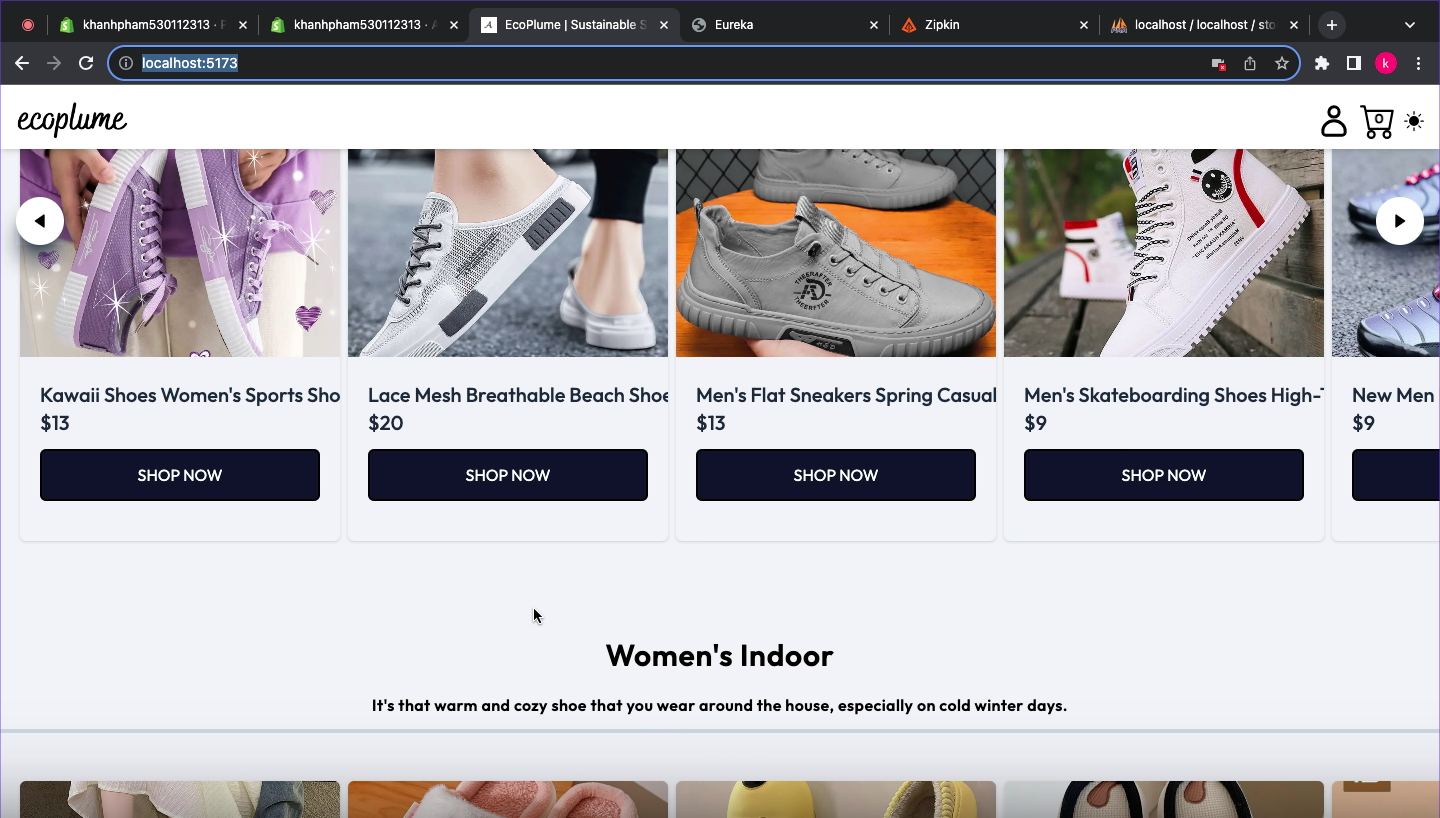 khanhpham530112313 · F
khanhpham530112313 · A
EcoPlume | Sustainable S
Eureka
Zipkin
localhost / localhost / sto
localhost:5173
k
ecoplume
0
THEERAFTER
THEERFTER
Kawaii Shoes Women's Sports Sho
$13
SHOP NOW
Lace Mesh Breathable Beach Shoe
$20
SHOP NOW
Men's Flat Sneakers Spring Casual
$13
SHOP NOW
Men's Skateboarding Shoes High-T
$9
SHOP NOW
New Men
$9
Women's Indoor
It's that warm and cozy shoe that you wear around the house, especially on cold winter days.